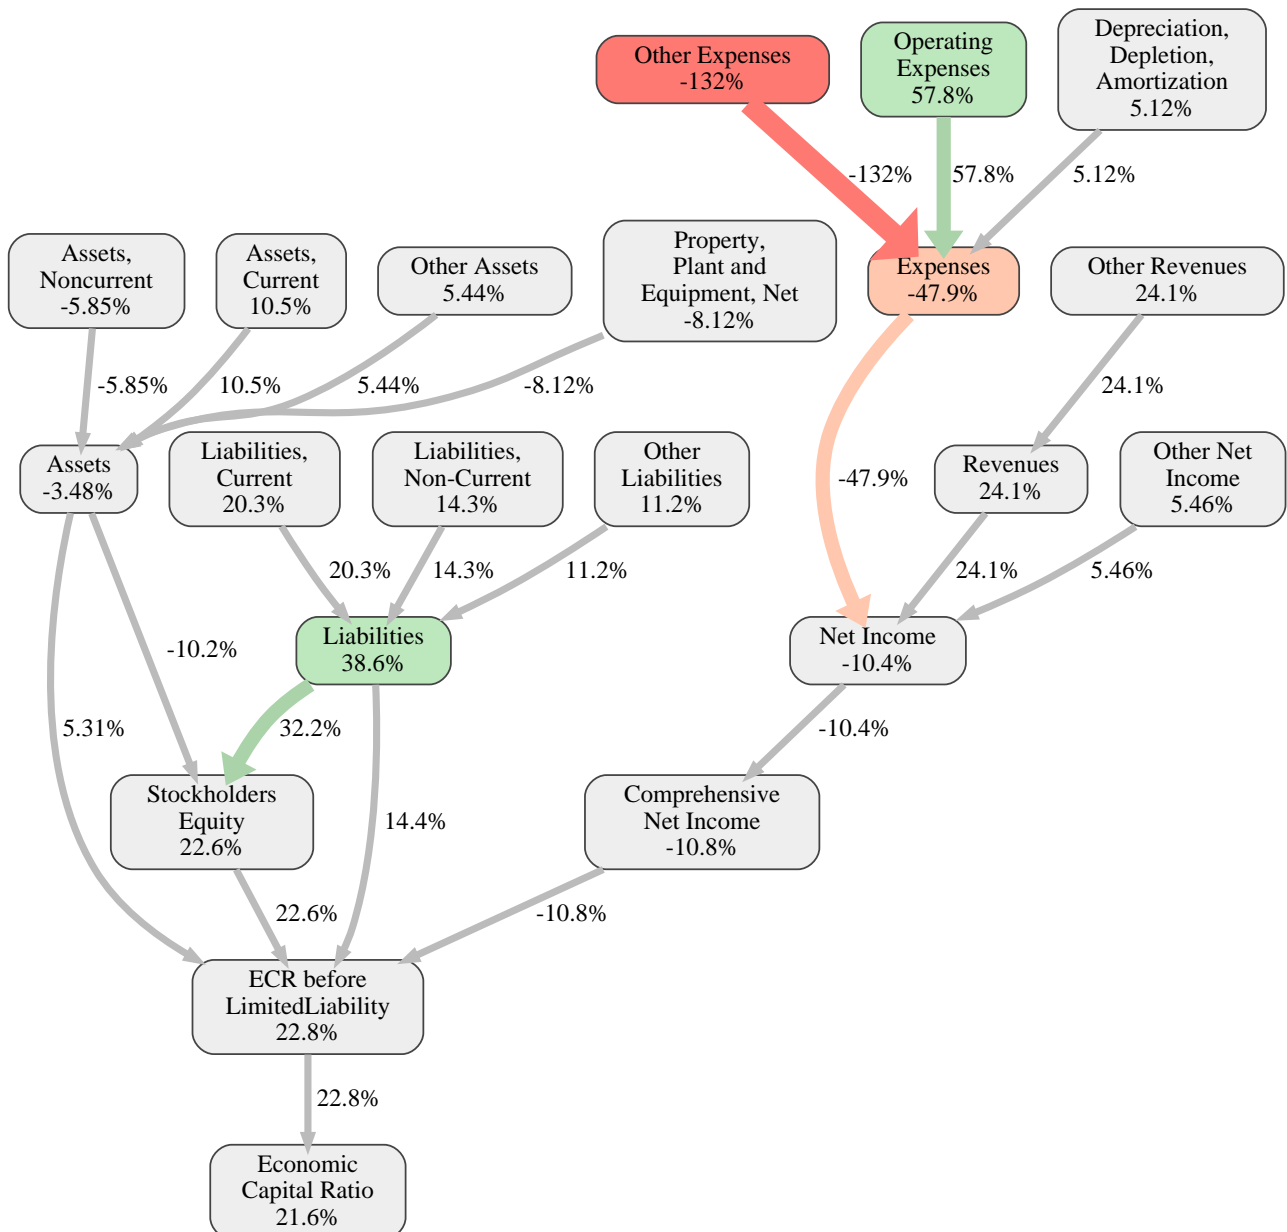 Other Expenses
-132%
Operating
Expenses
57.8%
Depreciation,
Depletion,
Amortization
5.12%
-132%
57.8%
5.12%
Assets,
Noncurrent
-5.85%
Assets,
Current
10.5%
Other Assets
5.44%
Property,
Plant and
Equipment, Net
-8.12%
Expenses
-47.9%
Other Revenues
24.1%
-5.85%
10.5%
5.44%
-8.12%
24.1%
Assets
-3.48%
Liabilities,
Current
20.3%
Liabilities,
Non-Current
14.3%
Other
Liabilities
11.2%
-47.9%
Revenues
24.1%
Other Net
Income
5.46%
20.3%
14.3%
11.2%
24.1%
5.46%
-10.2%
Liabilities
38.6%
Net Income
-10.4%
5.31%
32.2%
-10.4%
Stockholders
Equity
22.6%
14.4%
Comprehensive
Net Income
-10.8%
22.6%
-10.8%
ECR before
LimitedLiability
22.8%
22.8%
Economic
Capital Ratio
21.6%